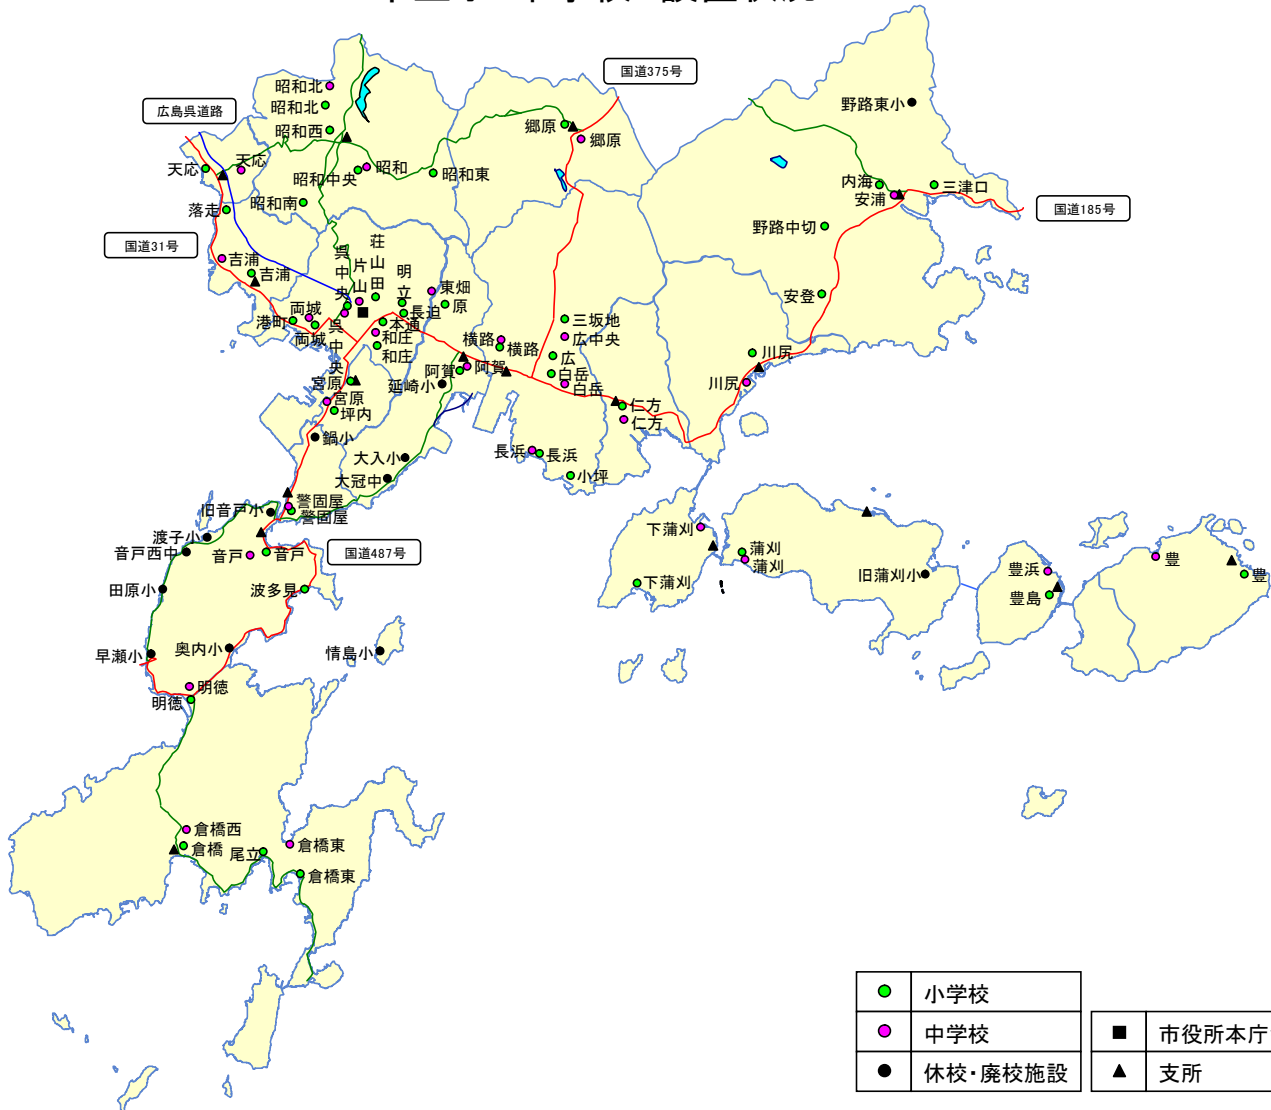 国道375号
昭和北
昭和北
広島呉道路
野路東小
昭和西
郷原
郷原
天応
天応
昭和
昭和中央
昭和東
内海
三津口
安浦
昭和南
落走
国道185号
野路中切
国道31号
呉中央
片山
荘山田
明立
吉浦
吉浦
東畑
原
安登
両城
港町
両城
呉中央
長迫
本通
和庄
和庄
三坂地
広中央
横路
横路
広
川尻
阿賀
阿賀
白岳
白岳
川尻
宮原
宮原
延崎小
坪内
仁方
仁方
鍋小
長浜
長浜
大入小
大冠中
小坪
旧音戸小
警固屋
警固屋
渡子小
音戸西中
音戸
音戸
国道487号
下蒲刈
蒲刈
蒲刈
下蒲刈
旧蒲刈小
豊浜
豊島
豊
豊
田原小
波多見
早瀬小
奥内小
情島小
明徳
明徳
倉橋西
倉橋
尾立
倉橋東
倉橋東
小学校
中学校
市役所本庁
休校・廃校施設
支所